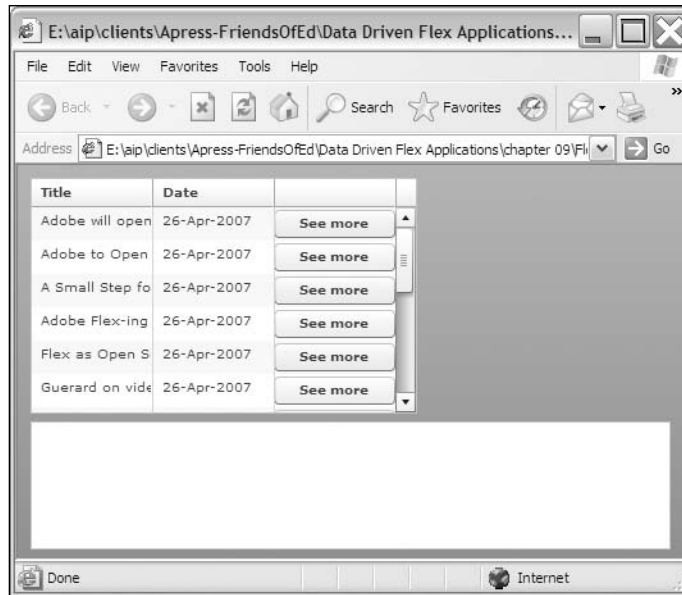 E:\aip\clients\Apress-FriendsOfEd\Data Driven Flex Applications...
File Edit View Favorites Tools Help
Back Search Favorites »
Address E:\aip\clients\Apress-FriendsOfEd\Data Driven Flex Applications\chapter 09\Fl Go
Title Date
Adobe will open 26-Apr-2007 See more
Adobe to Open 26-Apr-2007 See more
A Small Step fo 26-Apr-2007 See more
Adobe Flex-ing 26-Apr-2007 See more
Flex as Open S 26-Apr-2007 See more
Guerard on vide 26-Apr-2007 See more
Done Internet